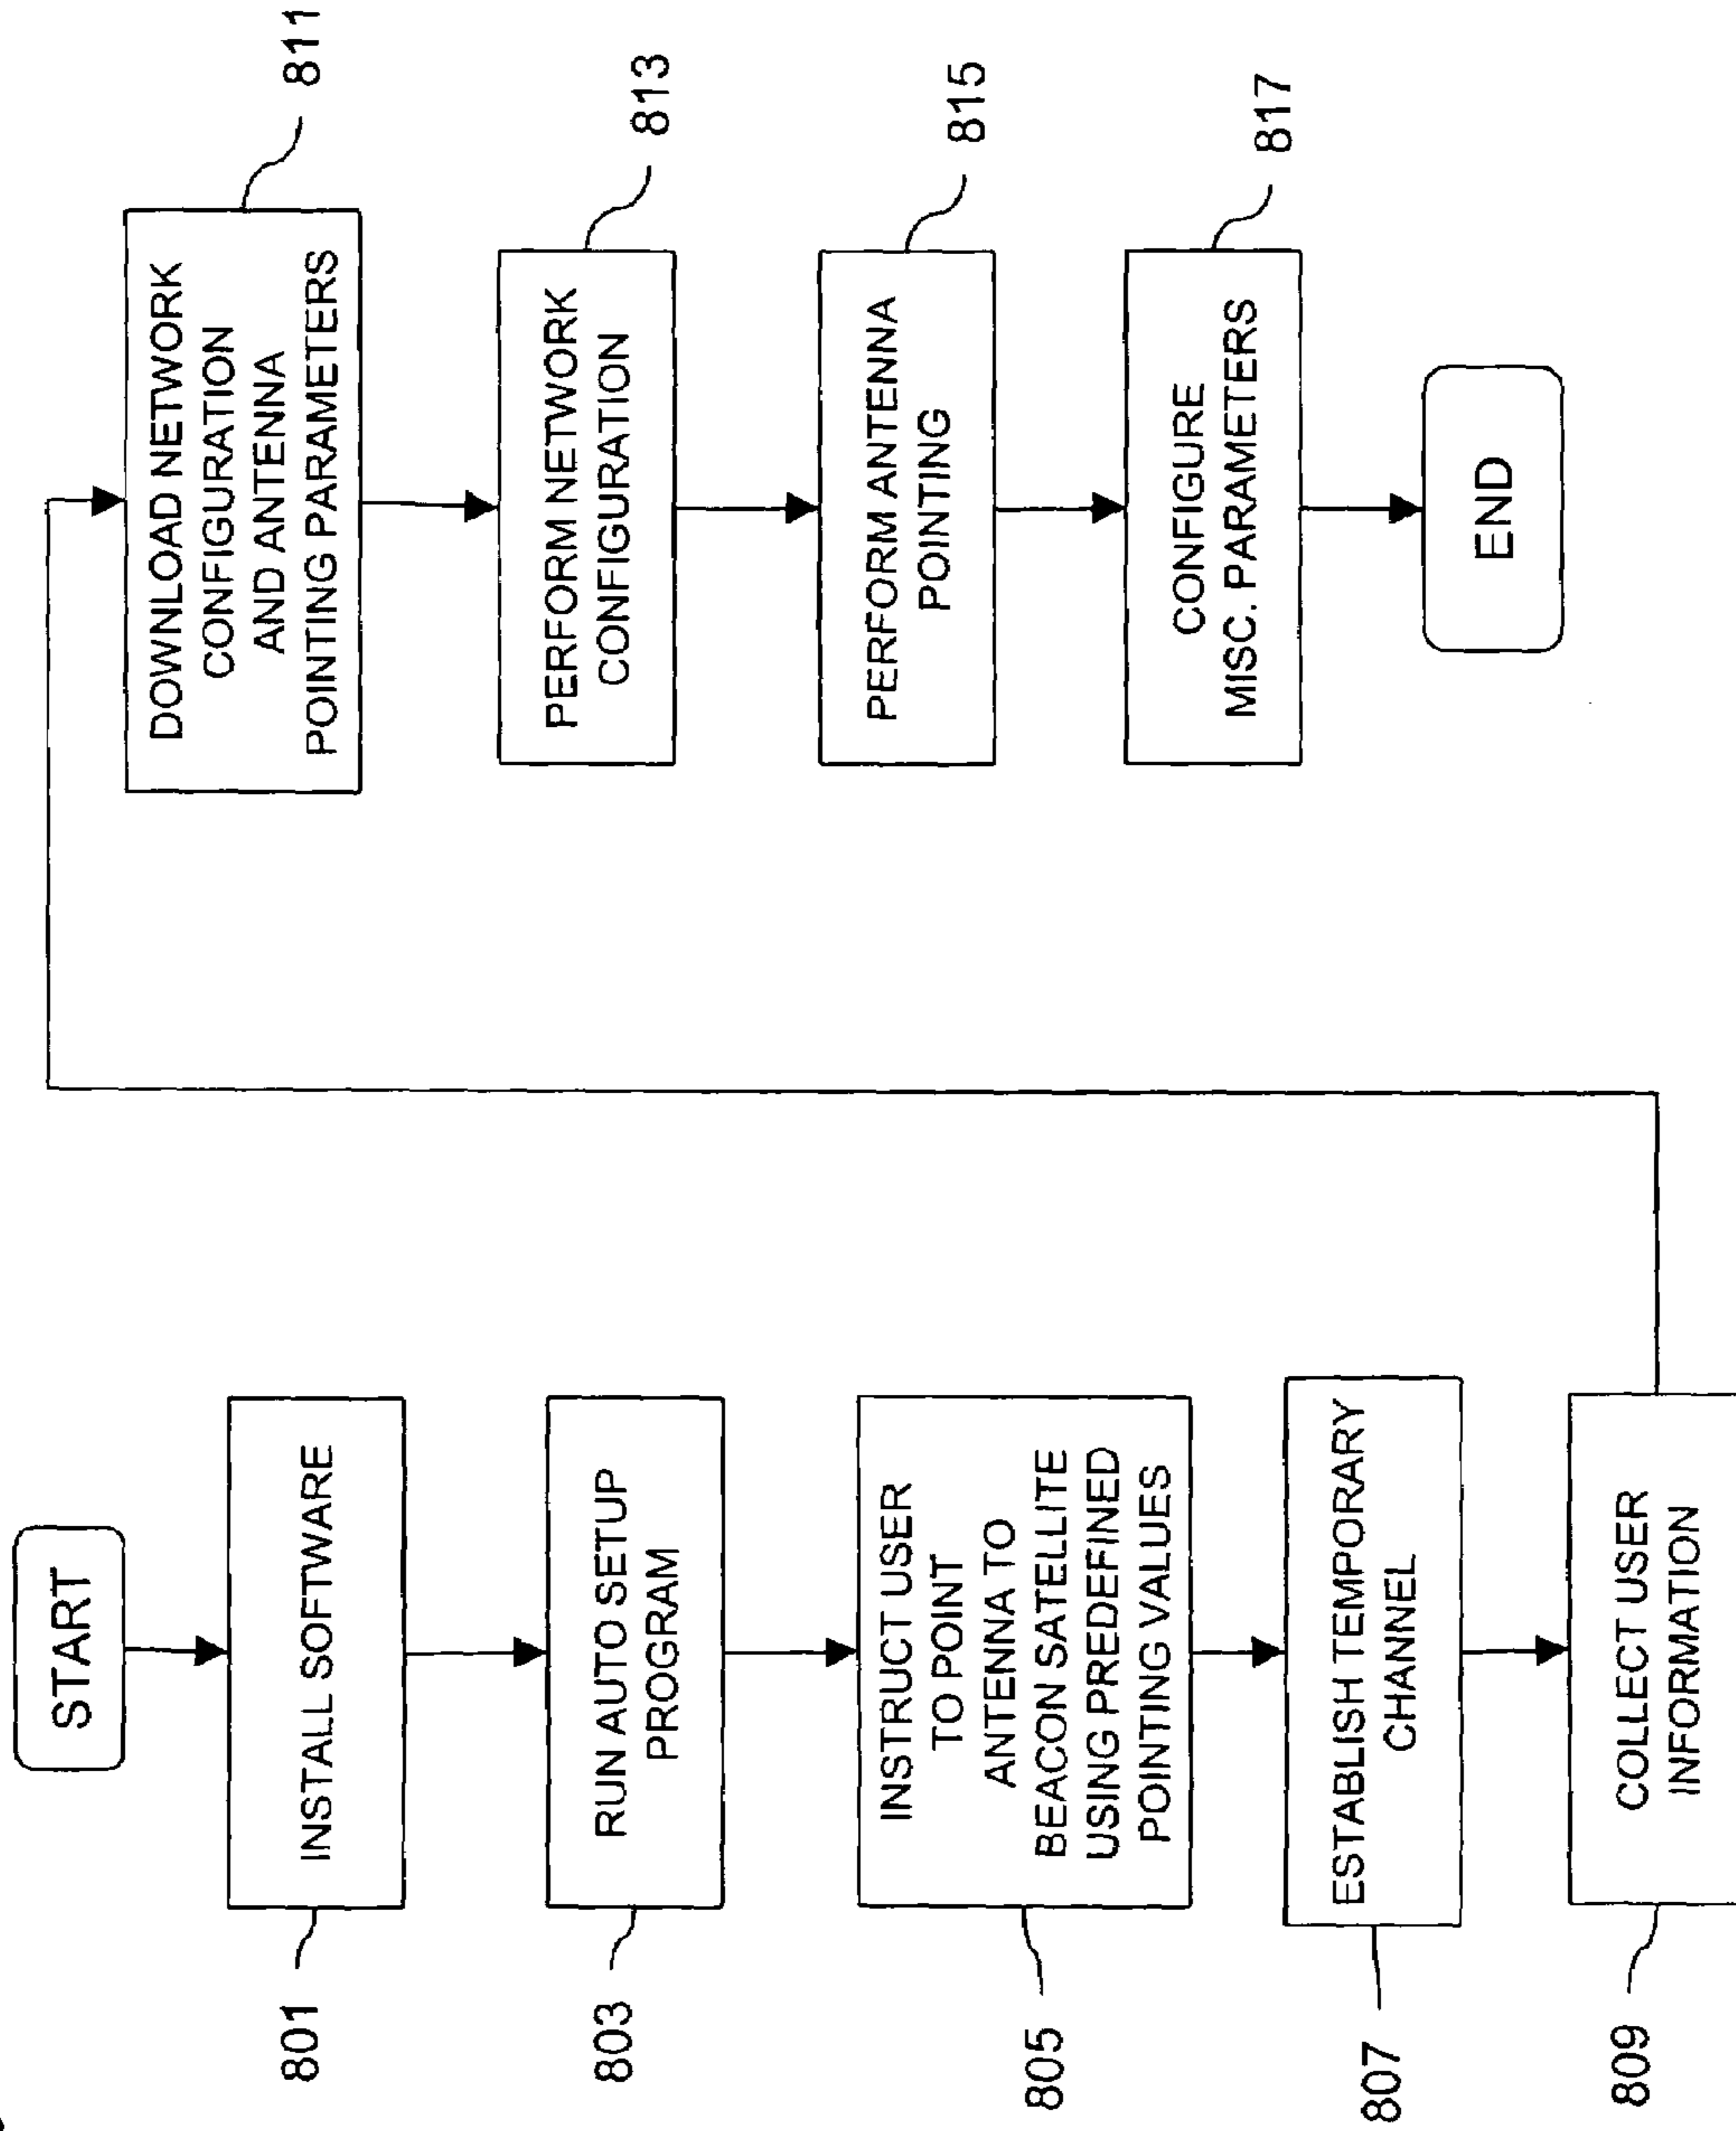 START
INSTALL SOFTWARE
801
RUN AUTO SETUP
PROGRAM
803
INSTRUCT USER
TO POINT
ANTENNA TO
BEACON SATELLITE
USING PREDEFINED
POINTING VALUES
805
ESTABLISH TEMPORARY
CHANNEL
807
COLLECT USER
INFORMATION
809
DOWNLOAD NETWORK
CONFIGURATION
AND ANTENNA
POINTING PARAMETERS
811
PERFORM NETWORK
CONFIGURATION
813
PERFORM ANTENNA
POINTING
815
CONFIGURE
MISC. PARAMETERS
817
END